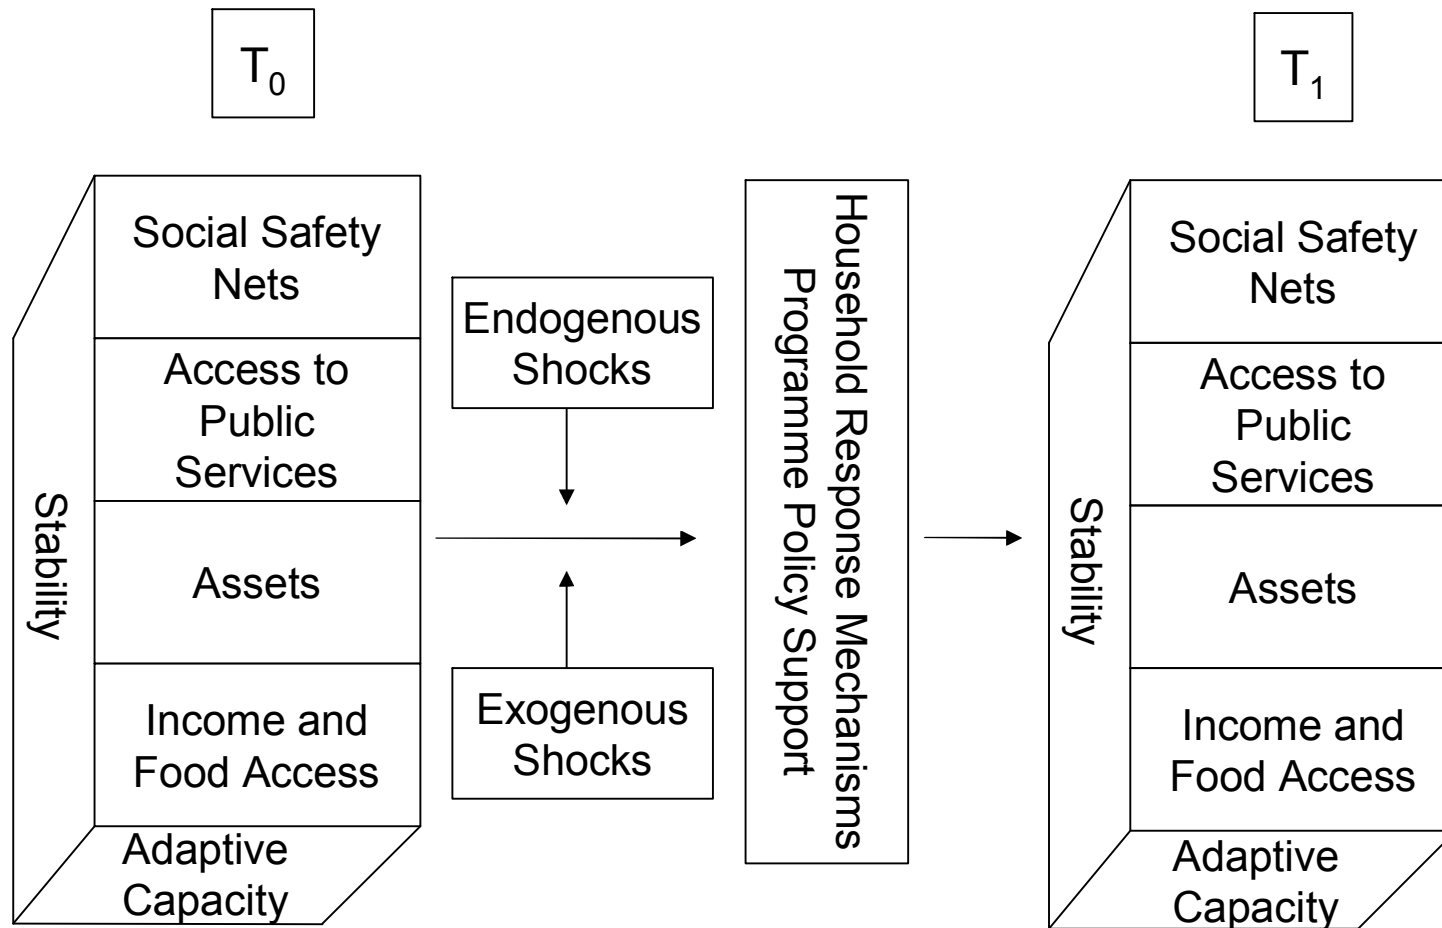 T₀
T₁
Social Safety
Nets
Access to
Public
Services
Assets
Income and
Food Access
Adaptive
Capacity
Stability
Endogenous
Shocks
Exogenous
Shocks
Household Response Mechanisms
Programme Policy Support
Social Safety
Nets
Access to
Public
Services
Assets
Income and
Food Access
Adaptive
Capacity
Stability